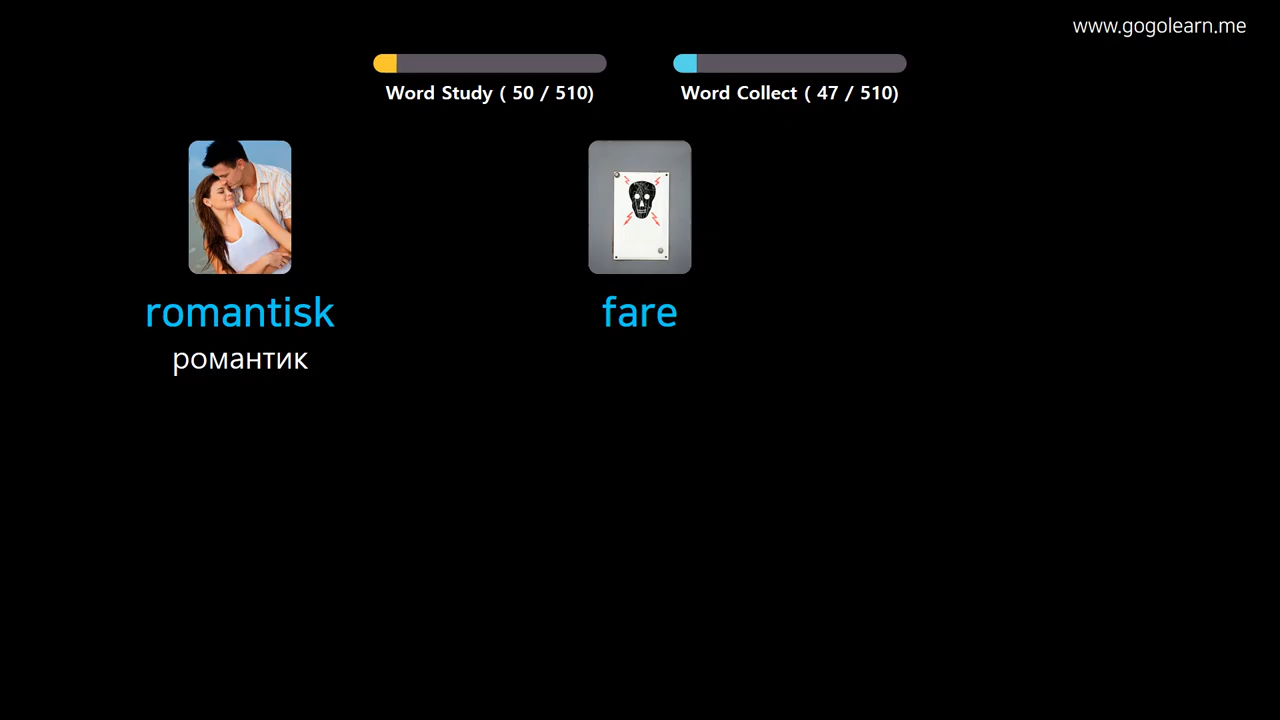 www.gogolearn.me
Word Study ( 50 / 510)
Word Collect ( 47 / 510)
romantisk
fare
романтик